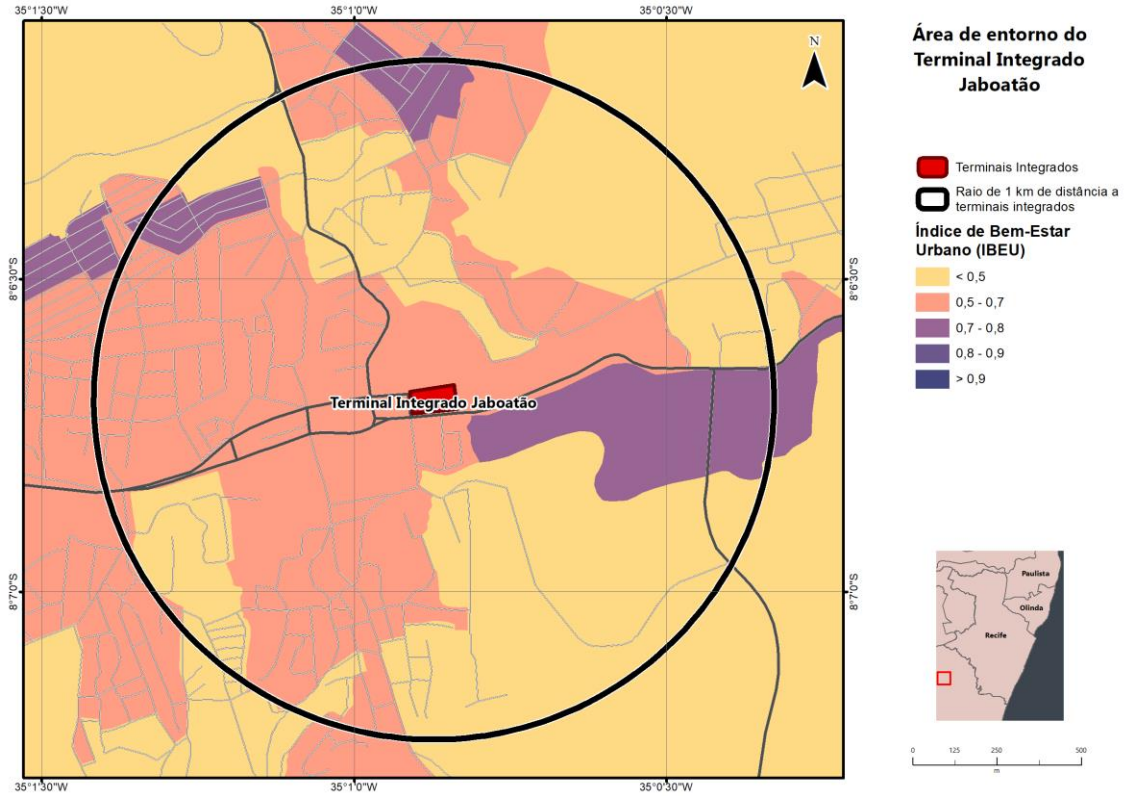 35°1'30"W
35°1'0"W
35°0'30"W
8°6'30"S
8°6'30"S
Terminal Integrado Jaboatão
8°7'0"S
8°7'0"S
35°1'30"W
35°1'0"W
35°0'30"W
N
Área de entorno do
Terminal Integrado
Jaboatão
Terminais Integrados
Raio de 1 km de distância a
terminais integrados
Índice de Bem-Estar
Urbano (IBEU)
< 0,5
0,5 - 0,7
0,7 - 0,8
0,8 - 0,9
> 0,9
Paulista
Olinda
Recife
0 125 250 500
m